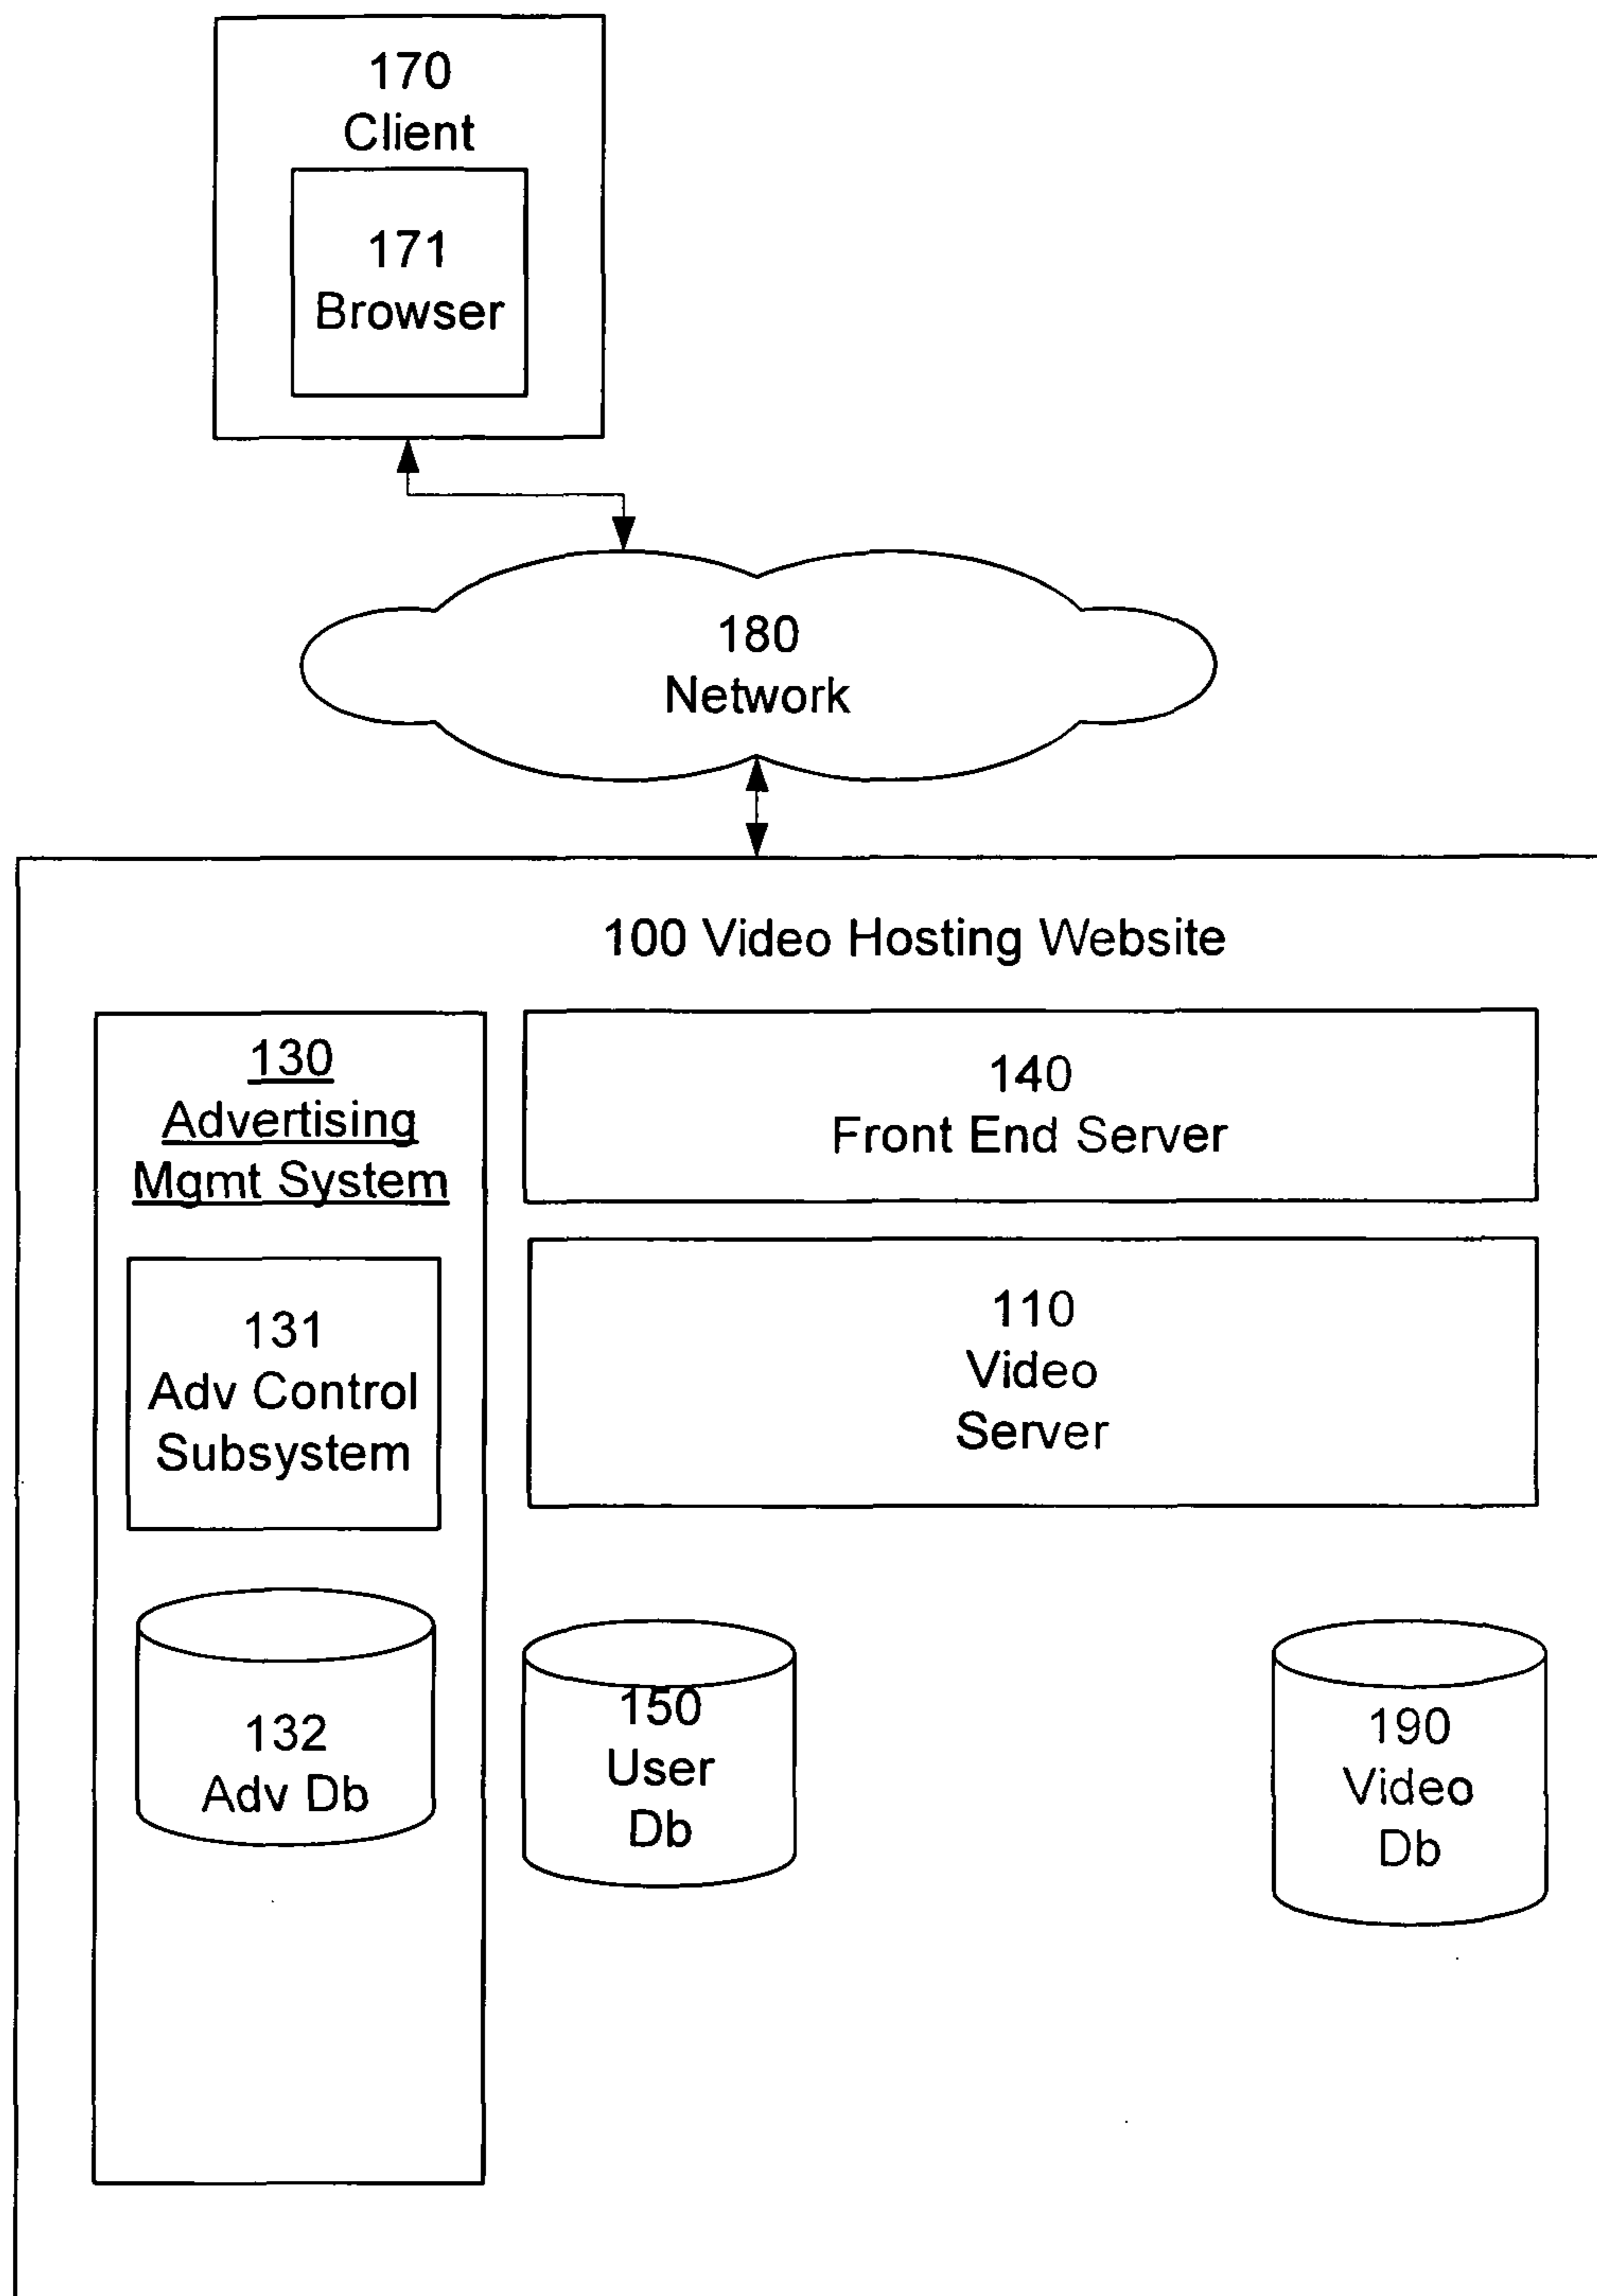 170
Client
171
Browser
180
Network
100 Video Hosting Website
130
Advertising
Mgmt System
140
Front End Server
131
Adv Control
Subsystem
110
Video
Server
132
Adv Db
150
User
Db
190
Video
Db